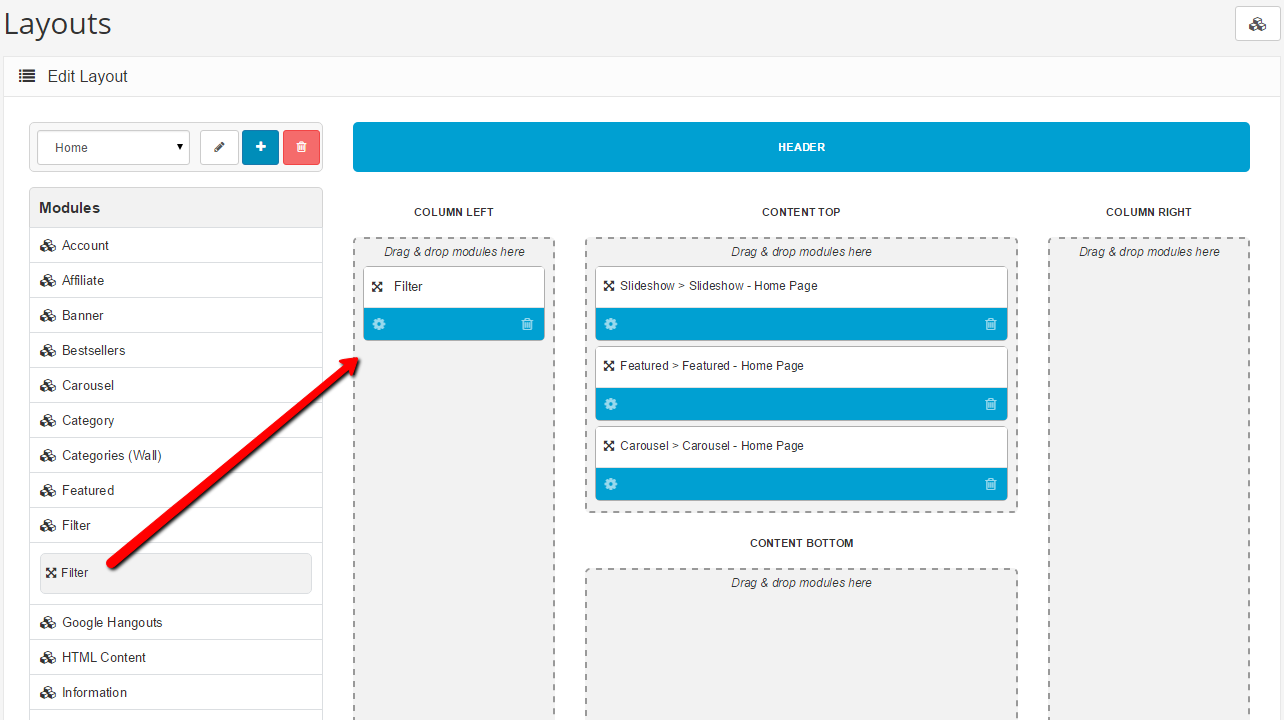 Layouts
Edit Layout
Home
Modules
Account
Affiliate
Banner
Bestsellers
Carousel
Category
Categories (Wall)
Featured
Filter
Filter
Google Hangouts
HTML Content
Information
HEADER
COLUMN LEFT
Drag & drop modules here
Filter
CONTENT TOP
Drag & drop modules here
Slideshow > Slideshow - Home Page
Featured > Featured - Home Page
Carousel > Carousel - Home Page
CONTENT BOTTOM
Drag & drop modules here
COLUMN RIGHT
Drag & drop modules here